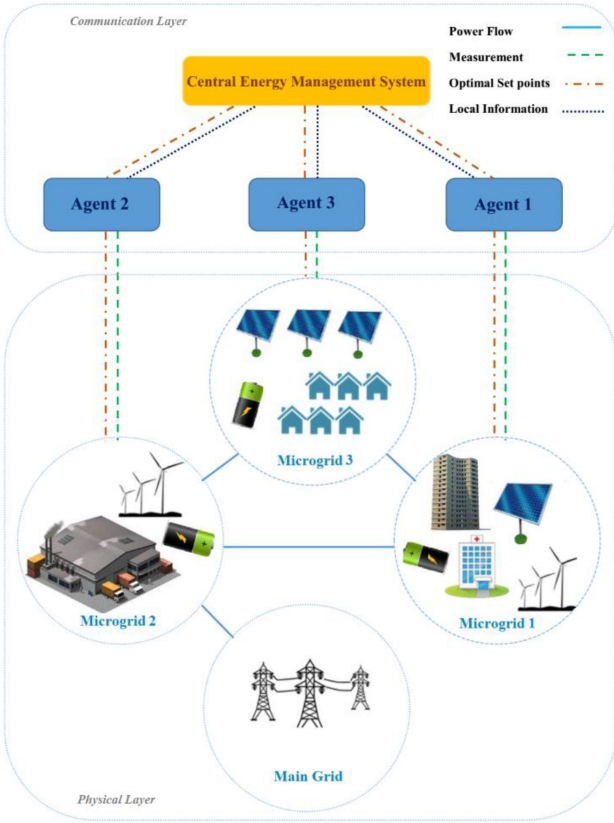 Communication Layer
Power Flow
Measurement
Optimal Set points
Local Information
Central Energy Management System
Agent 2
Agent 3
Agent 1
Microgrid 3
Microgrid 2
Microgrid 1
Main Grid
Physical Layer